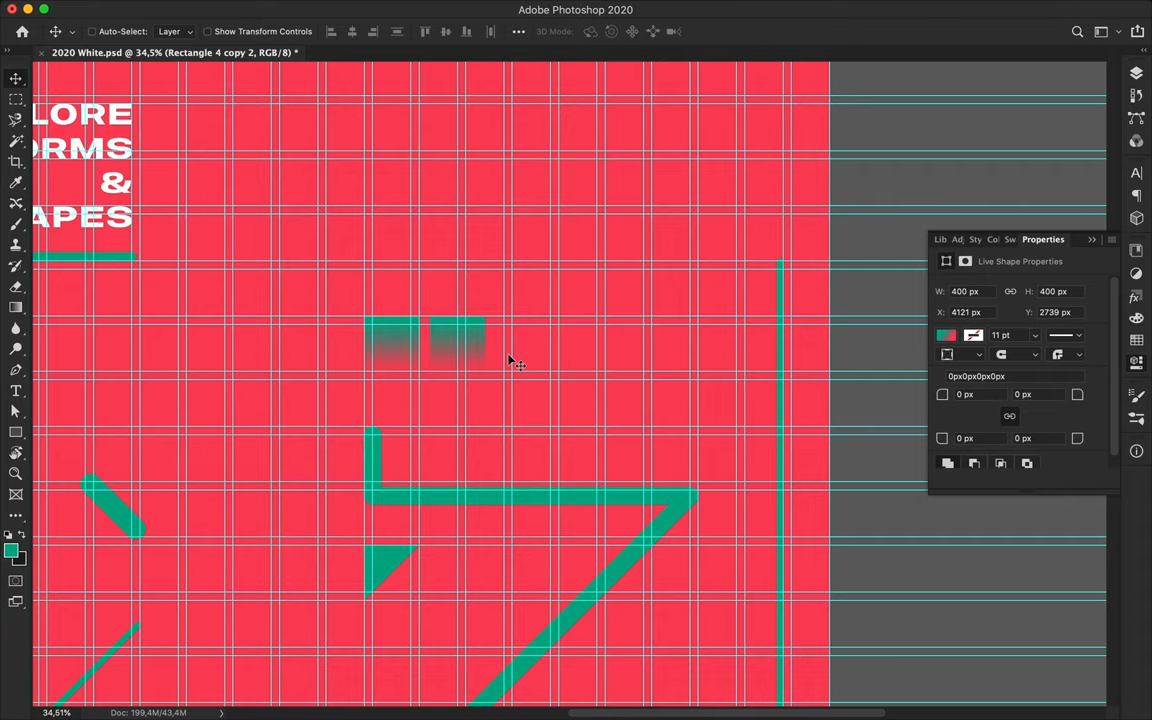 Adobe Photoshop 2020
Auto-Select: Layer Show Transform Controls 3D Mode:
2020 White.psd @ 34,5% (Rectangle 4 copy 2, RGB/8) *
LORE
ORMS
&
APES
Lib Adj Sty Col Sw Properties
Live Shape Properties
W: 400 px H: 400 px
X: 4121 px Y: 2739 px
11 pt
0px0px0px0px
0 px 0 px
0 px 0 px
34,51% Doc: 199,4M/43,4M